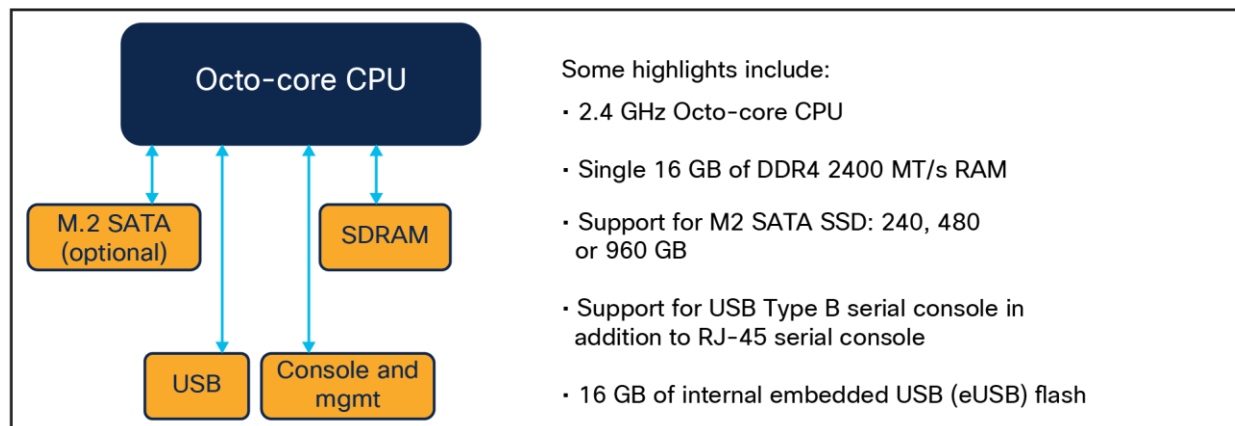 Octo-core CPU
M.2 SATA
(optional)
SDRAM
USB
Console and
mgmt
Some highlights include:
· 2.4 GHz Octo-core CPU
· Single 16 GB of DDR4 2400 MT/s RAM
· Support for M2 SATA SSD: 240, 480
or 960 GB
· Support for USB Type B serial console in
addition to RJ-45 serial console
· 16 GB of internal embedded USB (eUSB) flash